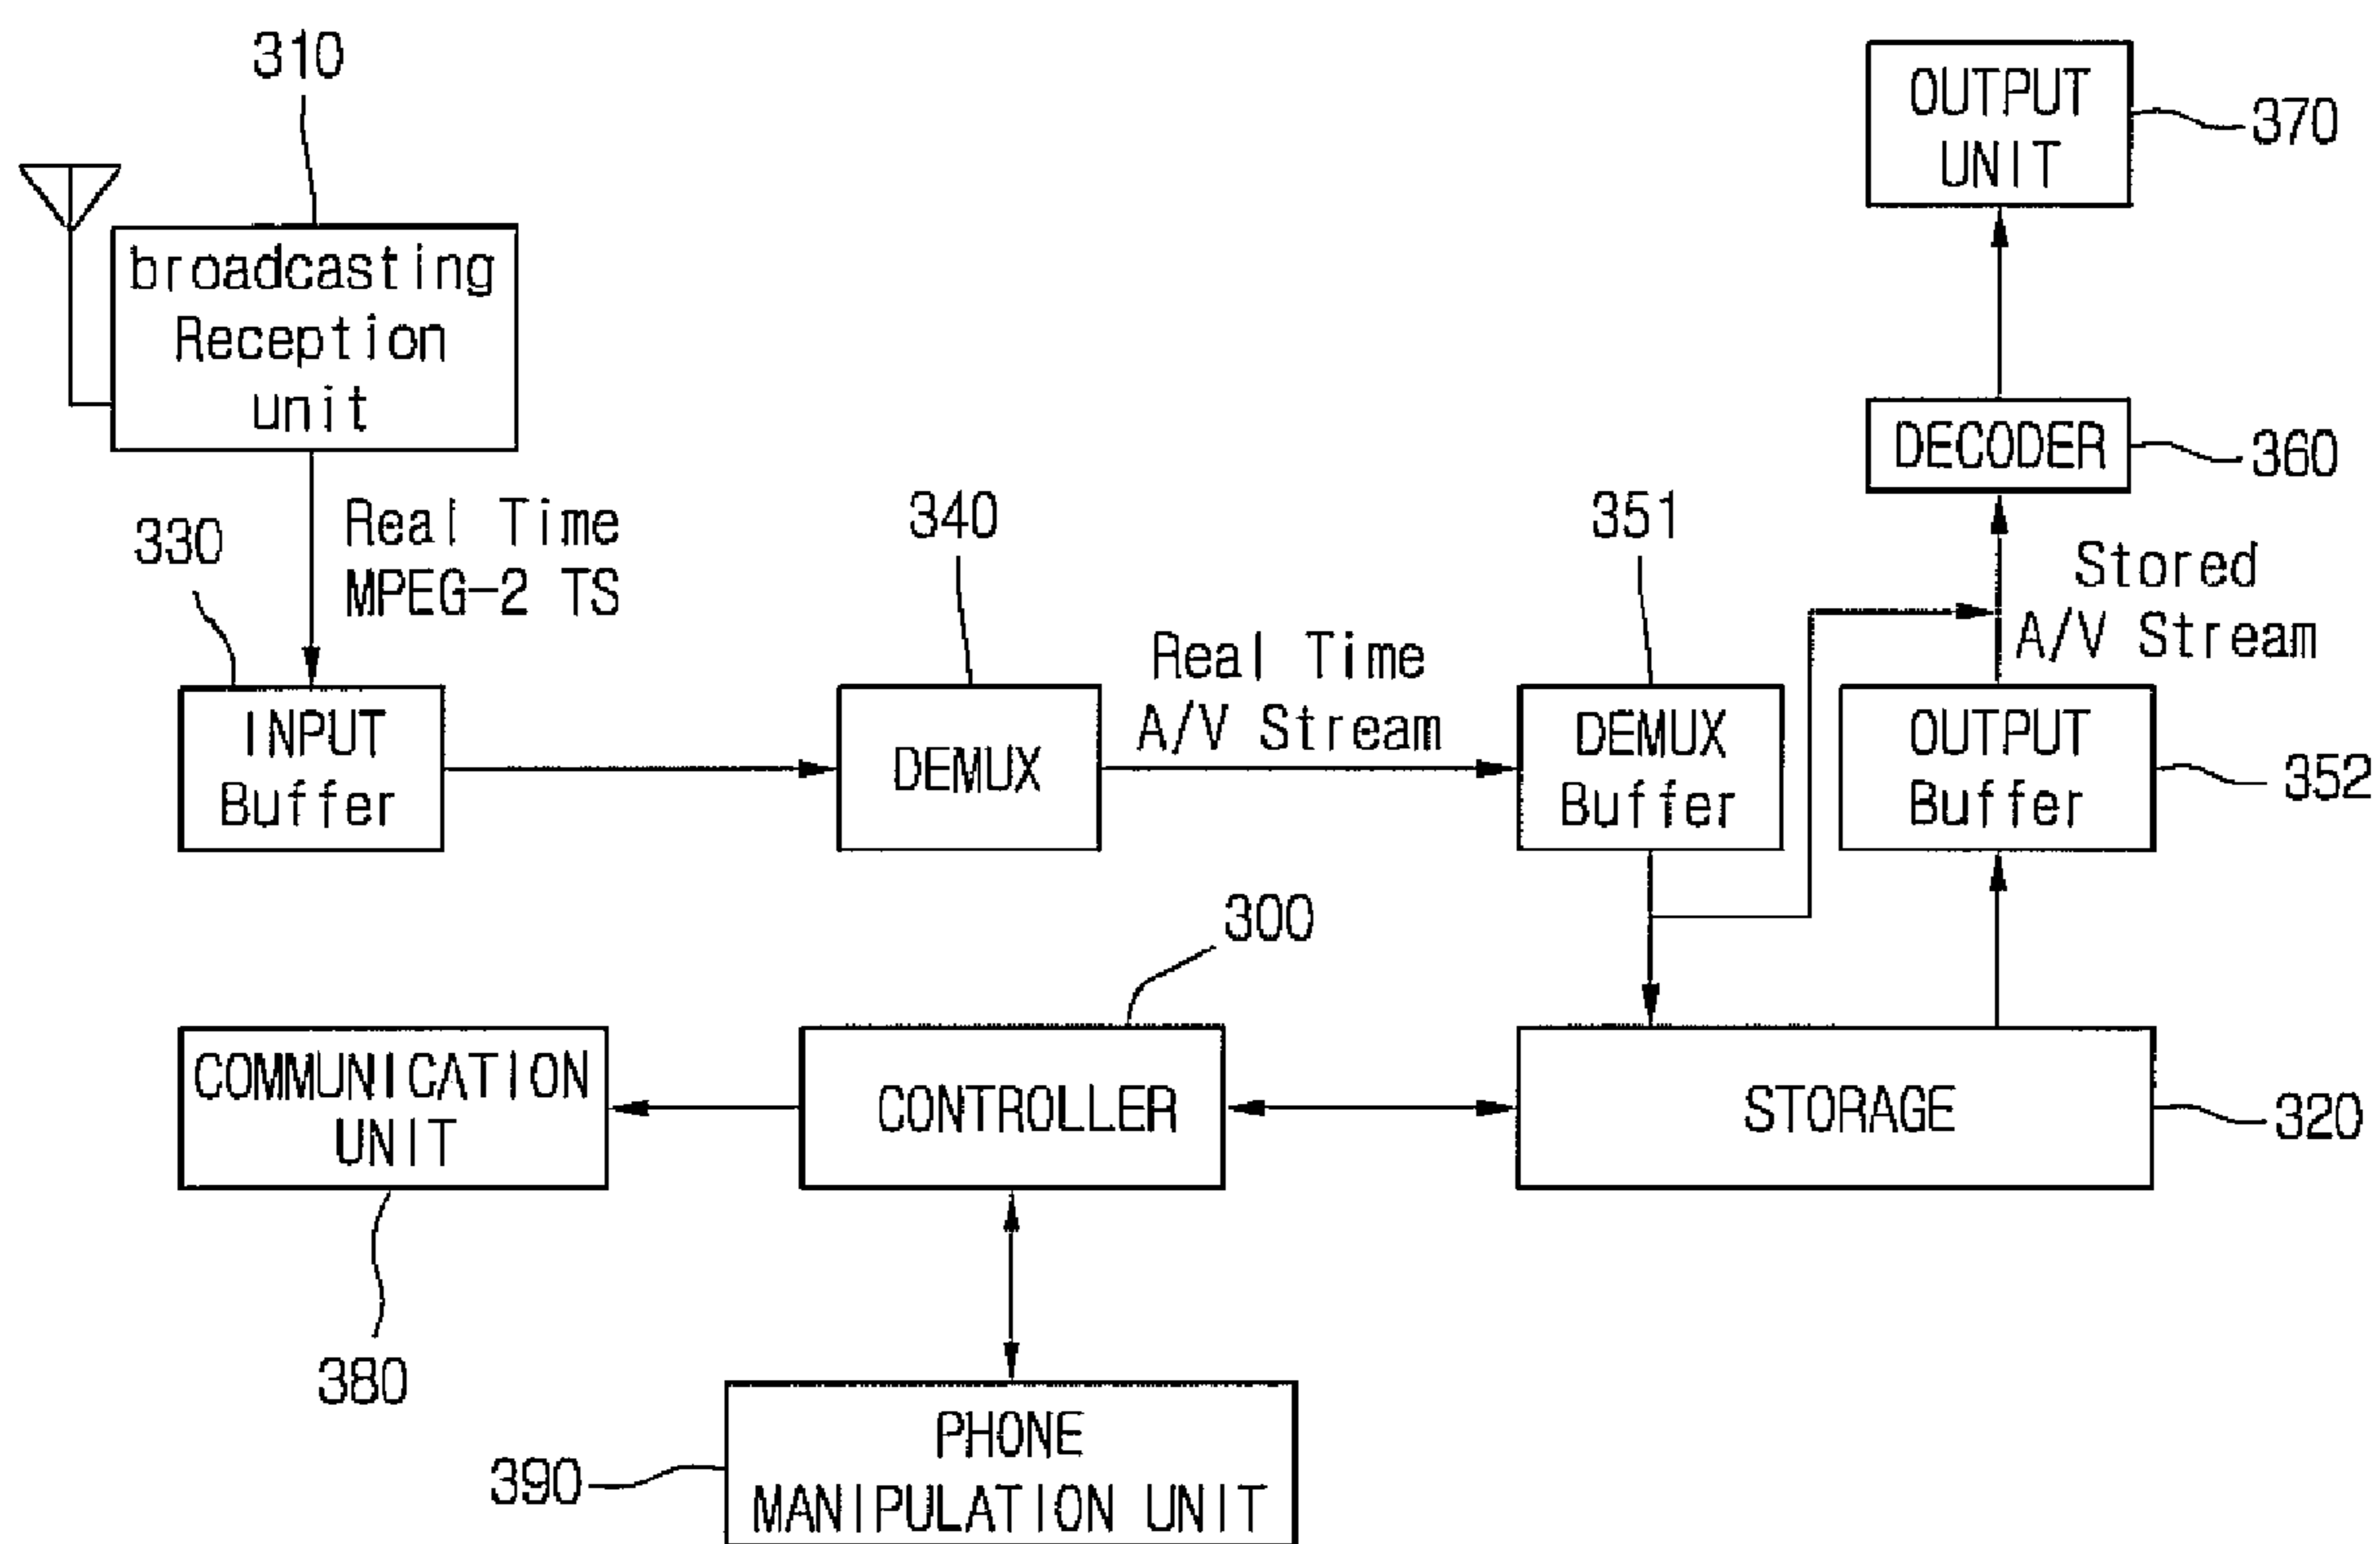 310
broadcasting
Reception
unit
OUTPUT
UNIT
370
DECODER
360
330
Real Time
MPEG-2 TS
340
351
Stored
A/V Stream
Real Time
A/V Stream
INPUT
Buffer
DEMUX
DEMUX
Buffer
OUTPUT
Buffer
352
300
COMMUNICATION
UNIT
CONTROLLER
STORAGE
320
380
390
PHONE
MANIPULATION UNIT